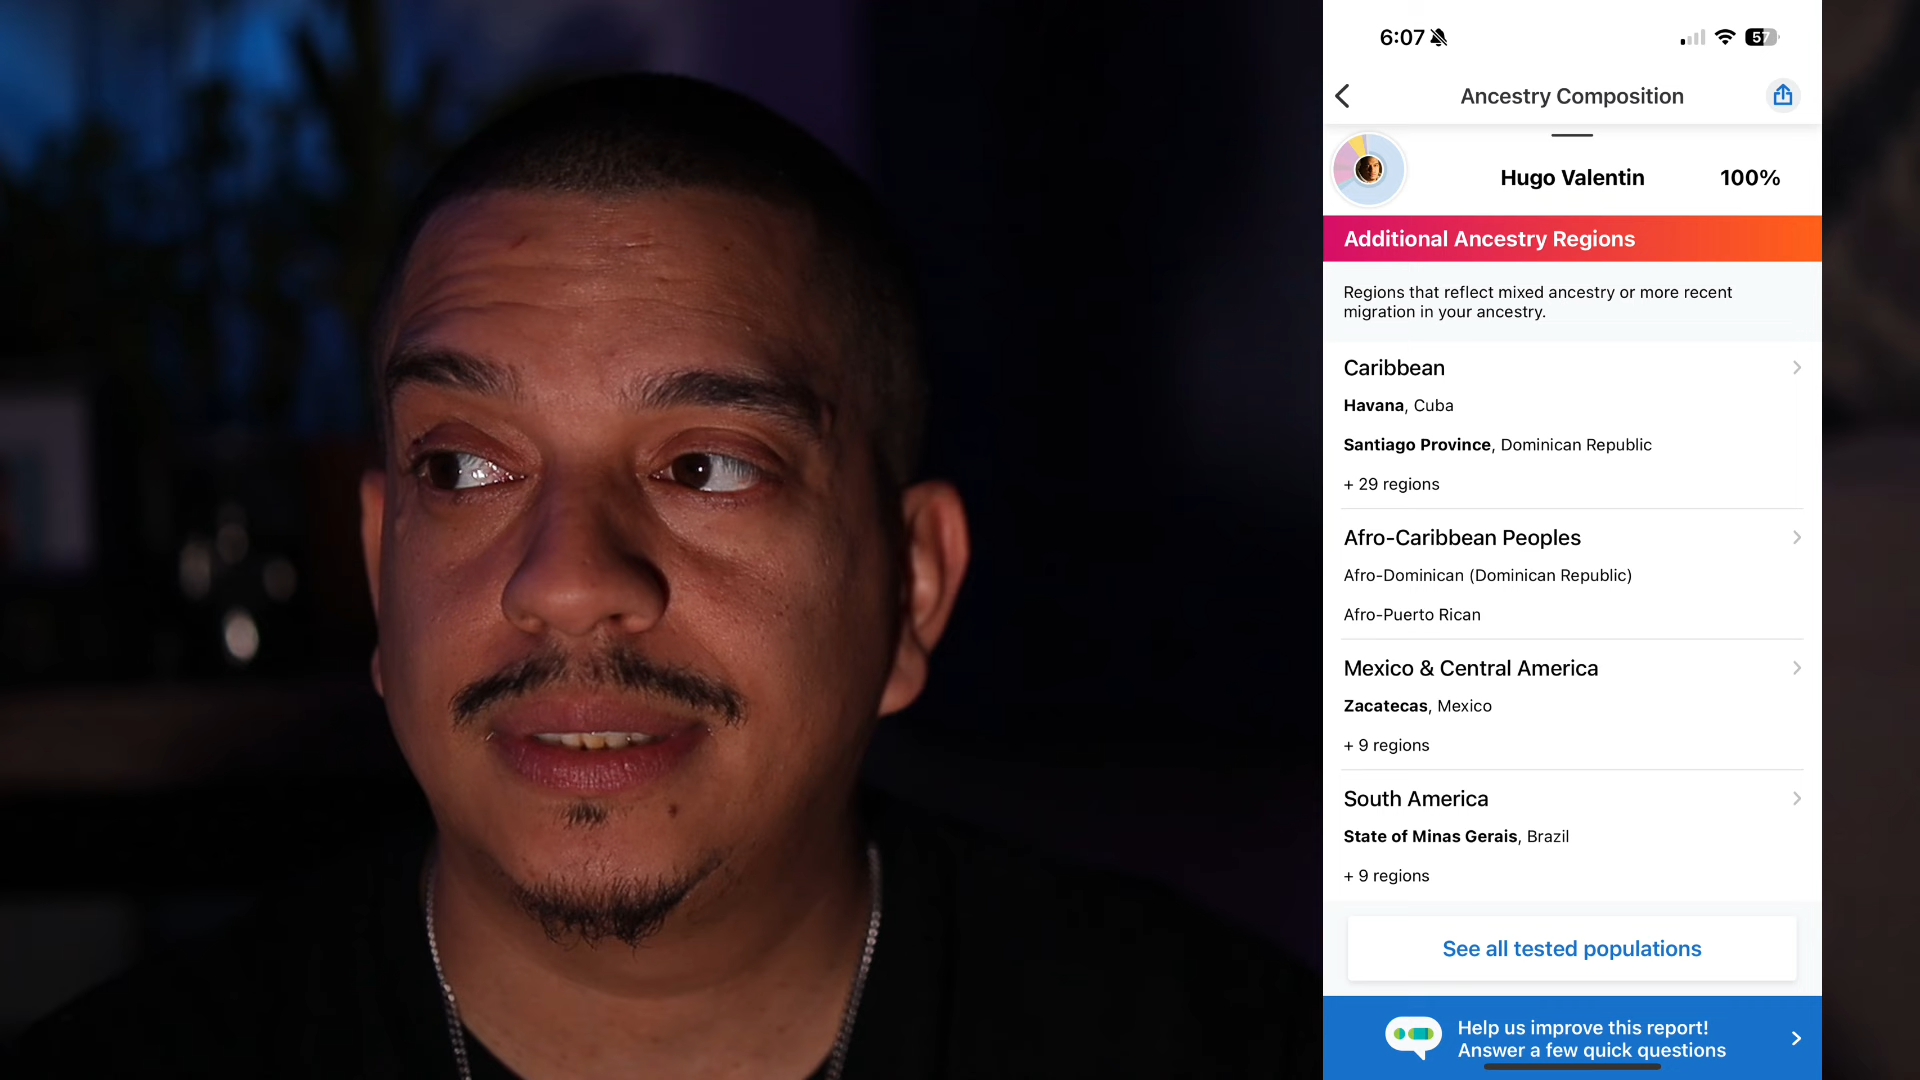 6:07
57
Ancestry Composition
Hugo Valentin 100%
Additional Ancestry Regions
Regions that reflect mixed ancestry or more recent
migration in your ancestry.
Caribbean
Havana, Cuba
Santiago Province, Dominican Republic
+ 29 regions
Afro-Caribbean Peoples
Afro-Dominican (Dominican Republic)
Afro-Puerto Rican
Mexico & Central America
Zacatecas, Mexico
+ 9 regions
South America
State of Minas Gerais, Brazil
+ 9 regions
See all tested populations
Help us improve this report!
Answer a few quick questions